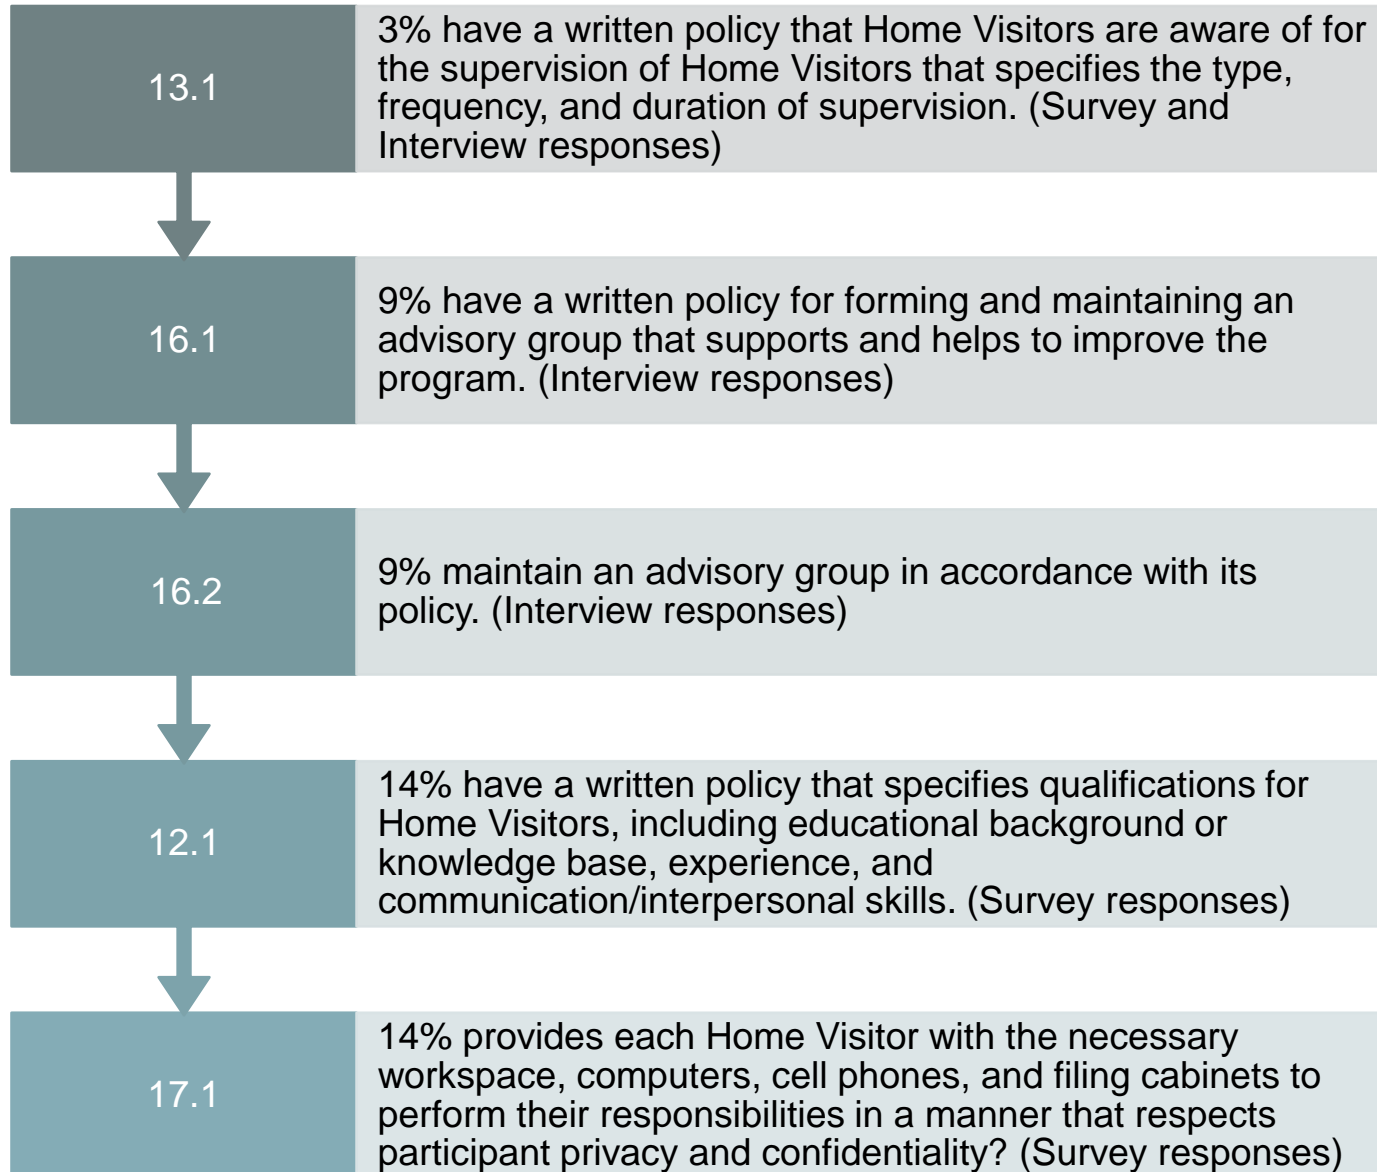 13.1
3% have a written policy that Home Visitors are aware of for
the supervision of Home Visitors that specifies the type,
frequency, and duration of supervision. (Survey and
Interview responses)
16.1
9% have a written policy for forming and maintaining an
advisory group that supports and helps to improve the
program. (Interview responses)
16.2
9% maintain an advisory group in accordance with its
policy. (Interview responses)
12.1
14% have a written policy that specifies qualifications for
Home Visitors, including educational background or
knowledge base, experience, and
communication/interpersonal skills. (Survey responses)
17.1
14% provides each Home Visitor with the necessary
workspace, computers, cell phones, and filing cabinets to
perform their responsibilities in a manner that respects
participant privacy and confidentiality? (Survey responses)